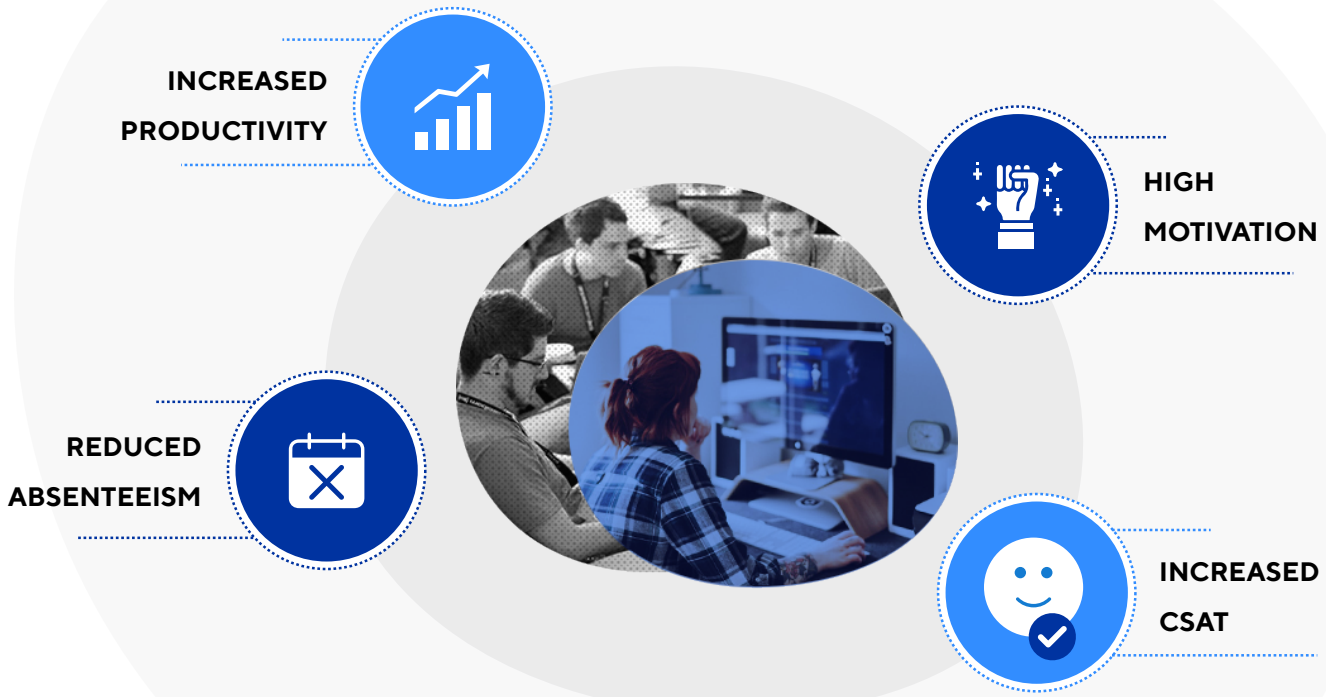 INCREASED
PRODUCTIVITY
HIGH
MOTIVATION
REDUCED
ABSENTEEISM
INCREASED
CSAT